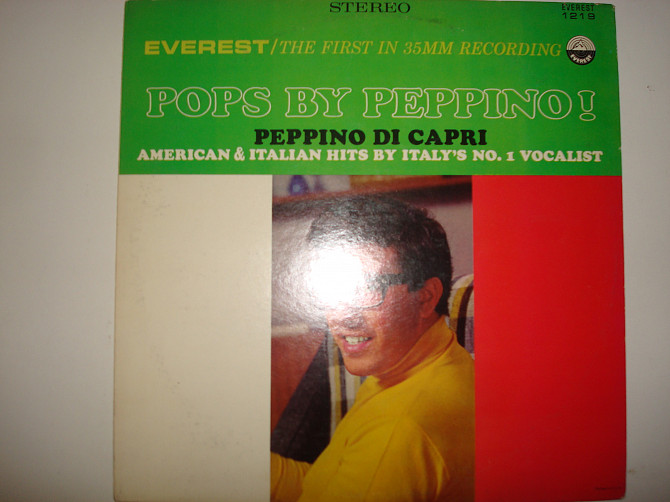 STEREO
EVEREST
1219
EVEREST/THE FIRST IN 35MM RECORDING
EVEREST
POPS BY PEPPINO!
PEPPINO DI CAPRI
AMERICAN & ITALIAN HITS BY ITALY'S NO. 1 VOCALIST